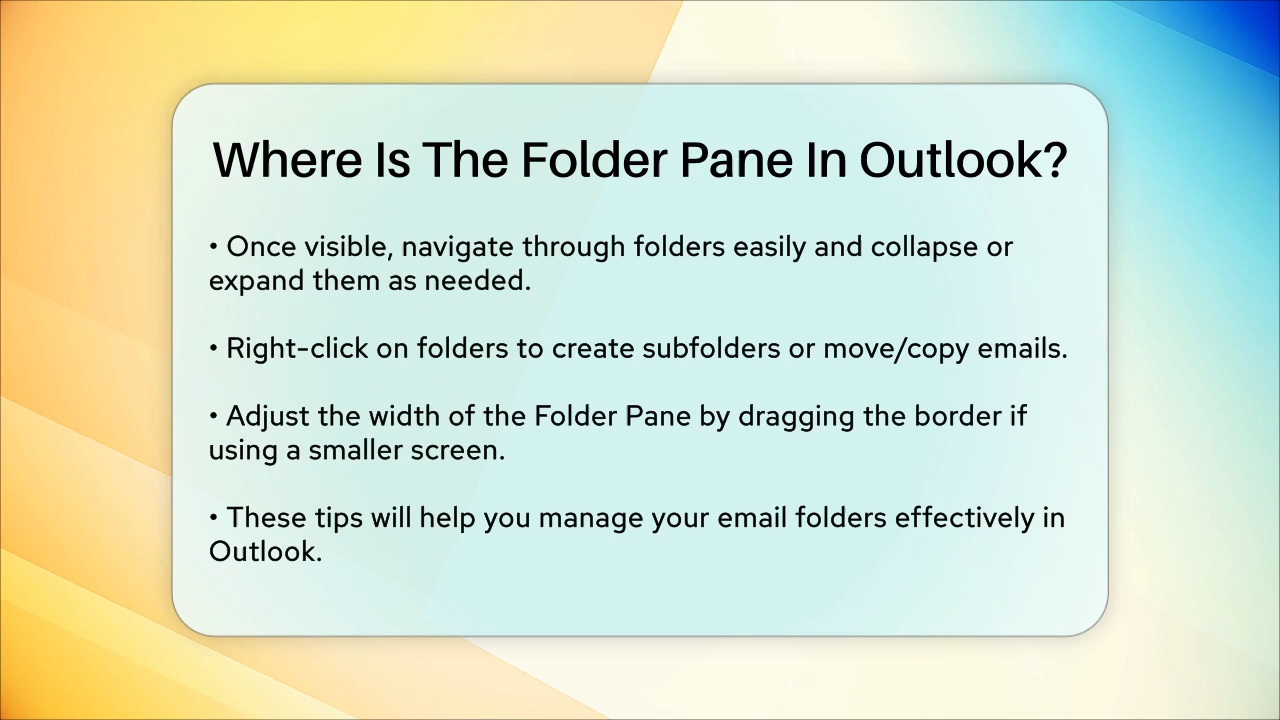 Where Is The Folder Pane In Outlook?
• Once visible, navigate through folders easily and collapse or
expand them as needed.
• Right-click on folders to create subfolders or move/copy emails.
• Adjust the width of the Folder Pane by dragging the border if
using a smaller screen.
• These tips will help you manage your email folders effectively in
Outlook.